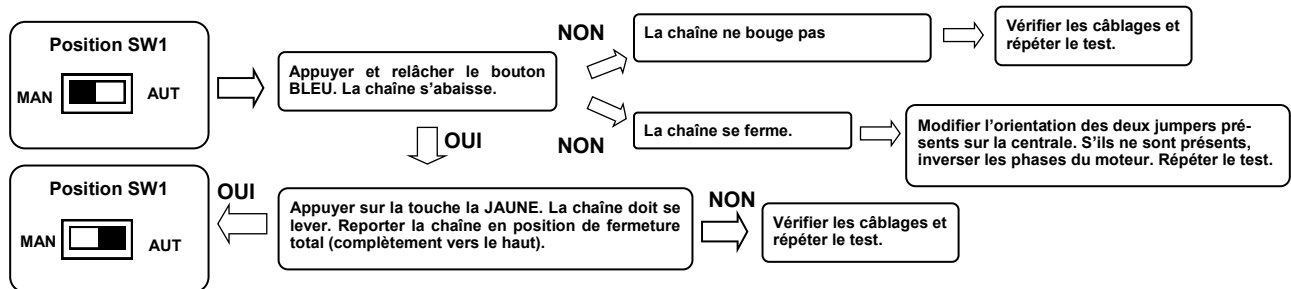 Position SW1
MAN
AUT
Appuyer et relâcher le bouton
BLEU. La chaîne s'abaisse.
NON
La chaîne ne bouge pas
Vérifier les câblages et
répéter le test.
NON
La chaîne se ferme.
Modifier l'orientation des deux jumpers pré-
sents sur la centrale. S'ils ne sont présents,
inverser les phases du moteur. Répéter le test.
OUI
Appuyer sur la touche la JAUNE. La chaîne doit se
lever. Reporter la chaîne en position de fermeture
total (complètement vers le haut).
NON
Vérifier les câblages et
répéter le test.
OUI
Position SW1
MAN
AUT